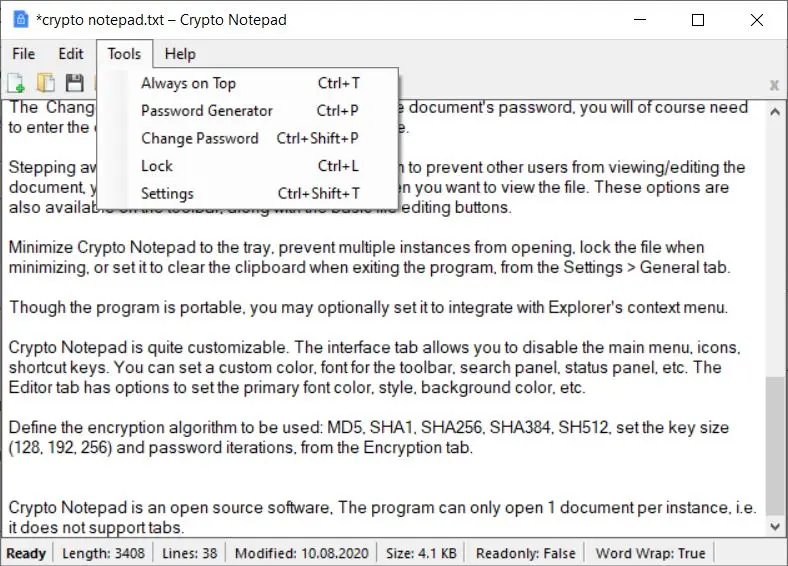 *crypto notepad.txt – Crypto Notepad
File Edit Tools Help
Always on Top Ctrl+T
Password Generator Ctrl+P
Change Password Ctrl+Shift+P
Lock Ctrl+L
Settings Ctrl+Shift+T
The Chang e document's password, you will of course need
to enter the e.
Stepping aw to prevent other users from viewing/editing the
document, y en you want to view the file. These options are
also available on the toolbar, along with the basic file editing buttons.
Minimize Crypto Notepad to the tray, prevent multiple instances from opening, lock the file when
minimizing, or set it to clear the clipboard when exiting the program, from the Settings > General tab.
Though the program is portable, you may optionally set it to integrate with Explorer's context menu.
Crypto Notepad is quite customizable. The interface tab allows you to disable the main menu, icons,
shortcut keys. You can set a custom color, font for the toolbar, search panel, status panel, etc. The
Editor tab has options to set the primary font color, style, background color, etc.
Define the encryption algorithm to be used: MD5, SHA1, SHA256, SHA384, SH512, set the key size
(128, 192, 256) and password iterations, from the Encryption tab.
Crypto Notepad is an open source software, The program can only open 1 document per instance, i.e.
it does not support tabs.
Ready Length: 3408 Lines: 38 Modified: 10.08.2020 Size: 4.1 KB Readonly: False Word Wrap: True